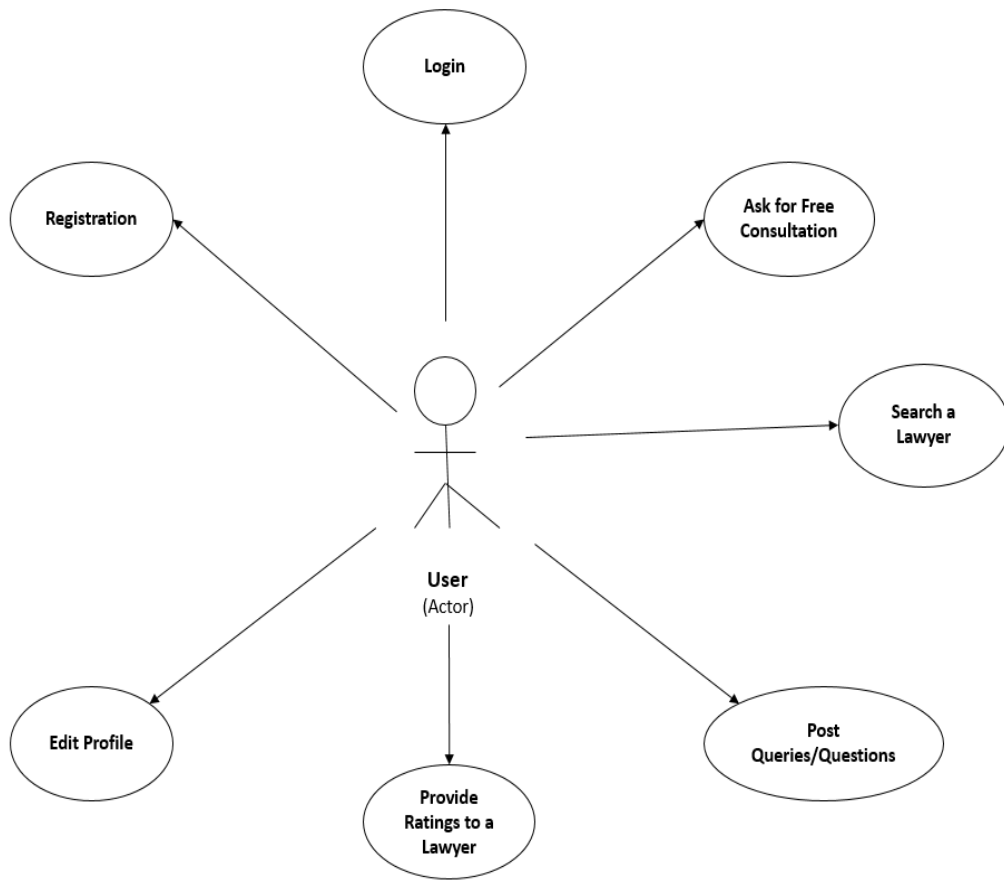 Login
Registration
Ask for Free
Consultation
Search a
Lawyer
User
(Actor)
Edit Profile
Post
Queries/Questions
Provide
Ratings to a
Lawyer